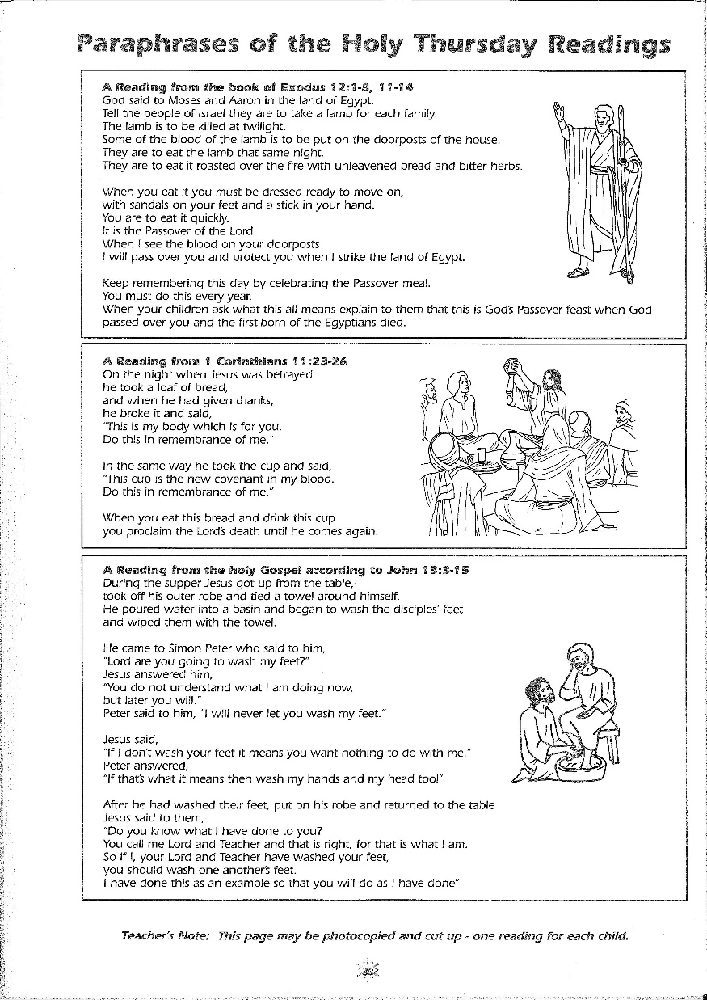 Paraphrases of the Holy Thursday Readings
A Reading from the book of Exodus 12:1-8, 11-14
God said to Moses and Aaron in the land of Egypt:
Tell the people of Israel they are to take a lamb for each family.
The lamb is to be killed at twilight.
Some of the blood of the lamb is to be put on the doorposts of the house.
They are to eat the lamb that same night.
They are to eat it roasted over the fire with unleavened bread and bitter herbs.
When you eat it you must be dressed ready to move on,
with sandals on your feet and a stick in your hand.
You are to eat it quickly.
It is the Passover of the Lord.
When I see the blood on your doorposts
I will pass over you and protect you when I strike the land of Egypt.
Keep remembering this day by celebrating the Passover meal.
You must do this every year.
When your children ask what this all means explain to them that this is God's Passover feast when God
passed over you and the first-born of the Egyptians died.
A Reading from 1 Corinthians 11:23-26
On the night when Jesus was betrayed
he took a loaf of bread,
and when he had given thanks,
he broke it and said,
"This is my body which is for you.
Do this in remembrance of me."
In the same way he took the cup and said,
"This cup is the new covenant in my blood.
Do this in remembrance of me."
When you eat this bread and drink this cup
you proclaim the Lord's death until he comes again.
A Reading from the holy Gospel according to John 13:3-15
During the supper Jesus got up from the table,
took off his outer robe and tied a towel around himself.
He poured water into a basin and began to wash the disciples' feet
and wiped them with the towel.
He came to Simon Peter who said to him,
"Lord are you going to wash my feet?"
Jesus answered him,
"You do not understand what I am doing now,
but later you will."
Peter said to him, "I will never let you wash my feet."
Jesus said,
"If I don't wash your feet it means you want nothing to do with me."
Peter answered,
"If that's what it means then wash my hands and my head too!"
After he had washed their feet, put on his robe and returned to the table
Jesus said to them,
"Do you know what I have done to you?
You call me Lord and Teacher and that is right, for that is what I am.
So if I, your Lord and Teacher have washed your feet,
you should wash one another's feet.
I have done this as an example so that you will do as I have done".
Teacher's Note: This page may be photocopied and cut up - one reading for each child.